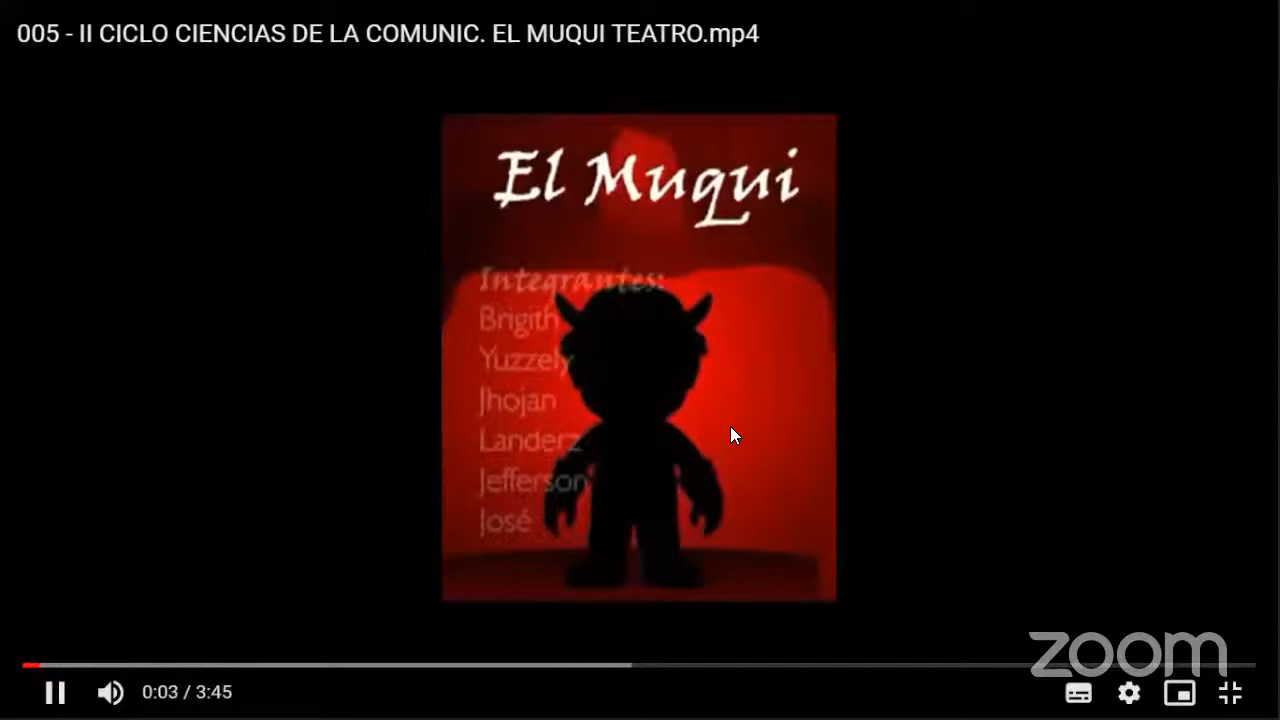 005 - II CICLO CIENCIAS DE LA COMUNIC. EL MUQUI TEATRO.mp4
El Muqui
Integrantes:
Brigith
Yuzzely
Jhojan
Landerz
Jefferson
José
zoom
0:03 / 3:45